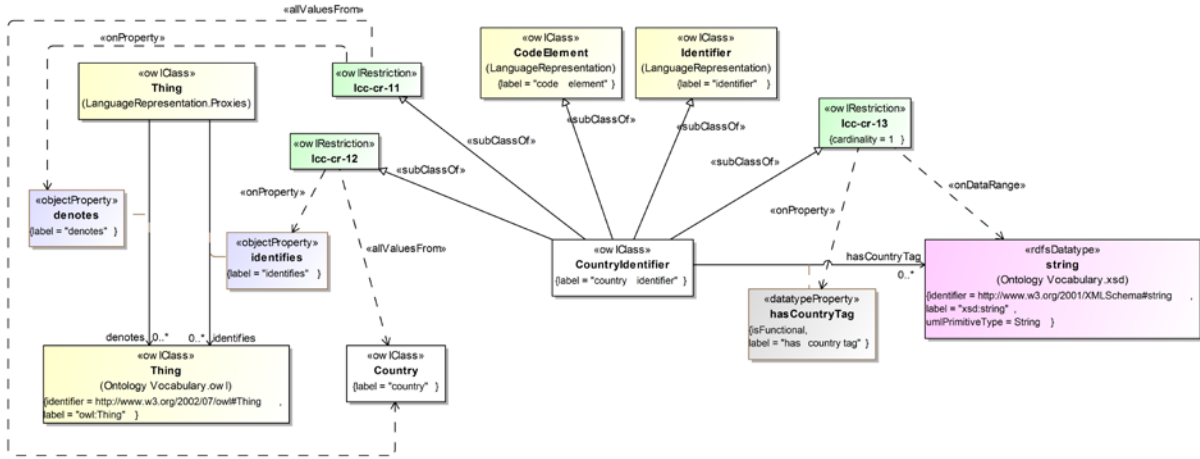 «allValuesFrom»
«onProperty»
«owlClass»
Thing
(LanguageRepresentation.Proxies)
«owlRestriction»
lcc-cr-11
«owlClass»
CodeElement
(LanguageRepresentation)
{label = "code element" }
«owlClass»
Identifier
(LanguageRepresentation)
{label = "identifier" }
«owlRestriction»
lcc-cr-13
{cardinality = 1 }
«owlRestriction»
lcc-cr-12
«subClassOf»
«subClassOf»
«subClassOf»
«subClassOf»
«subClassOf»
«onProperty»
«onDataRange»
«objectProperty»
denotes
{label = "denotes" }
«onProperty»
«objectProperty»
identifies
{label = "identifies" }
«allValuesFrom»
«owlClass»
CountryIdentifier
{label = "country identifier" }
hasCountryTag
0..*
«rdfsDatatype»
string
(Ontology Vocabulary.xsd)
{identifier = http://www.w3.org/2001/XMLSchema#string ,
label = "xsd:string" ,
umlPrimitiveType = String }
«datatypeProperty»
hasCountryTag
{isFunctional,
label = "has country tag" }
denotes 0..*
0..* identifies
«owlClass»
Thing
(Ontology Vocabulary.owl)
{identifier = http://www.w3.org/2002/07/owl#Thing ,
label = "owl:Thing" }
«owlClass»
Country
{label = "country" }